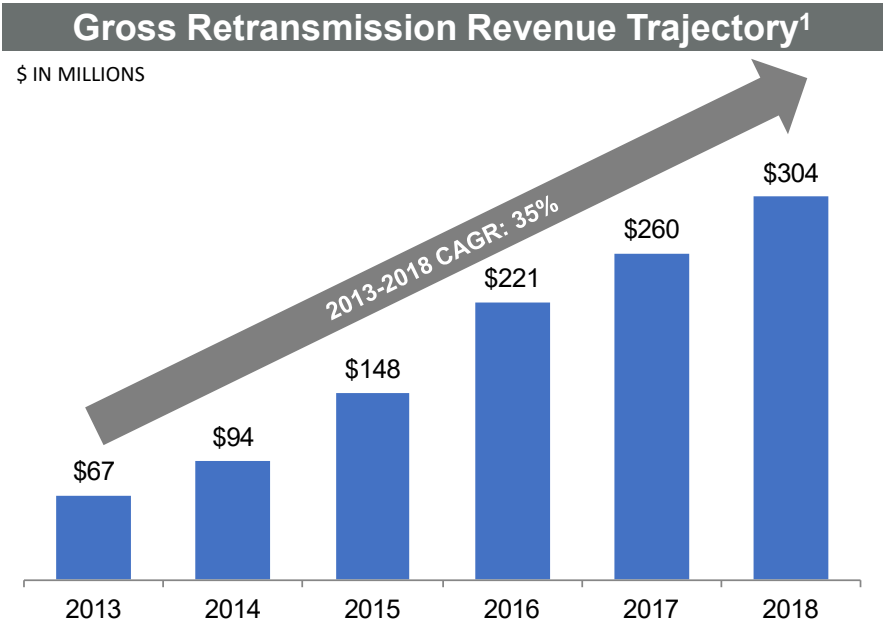 Gross Retransmission Revenue Trajectory¹
$ IN MILLIONS
2013-2018 CAGR: 35%
$67
$94
$148
$221
$260
$304
2013 2014 2015 2016 2017 2018